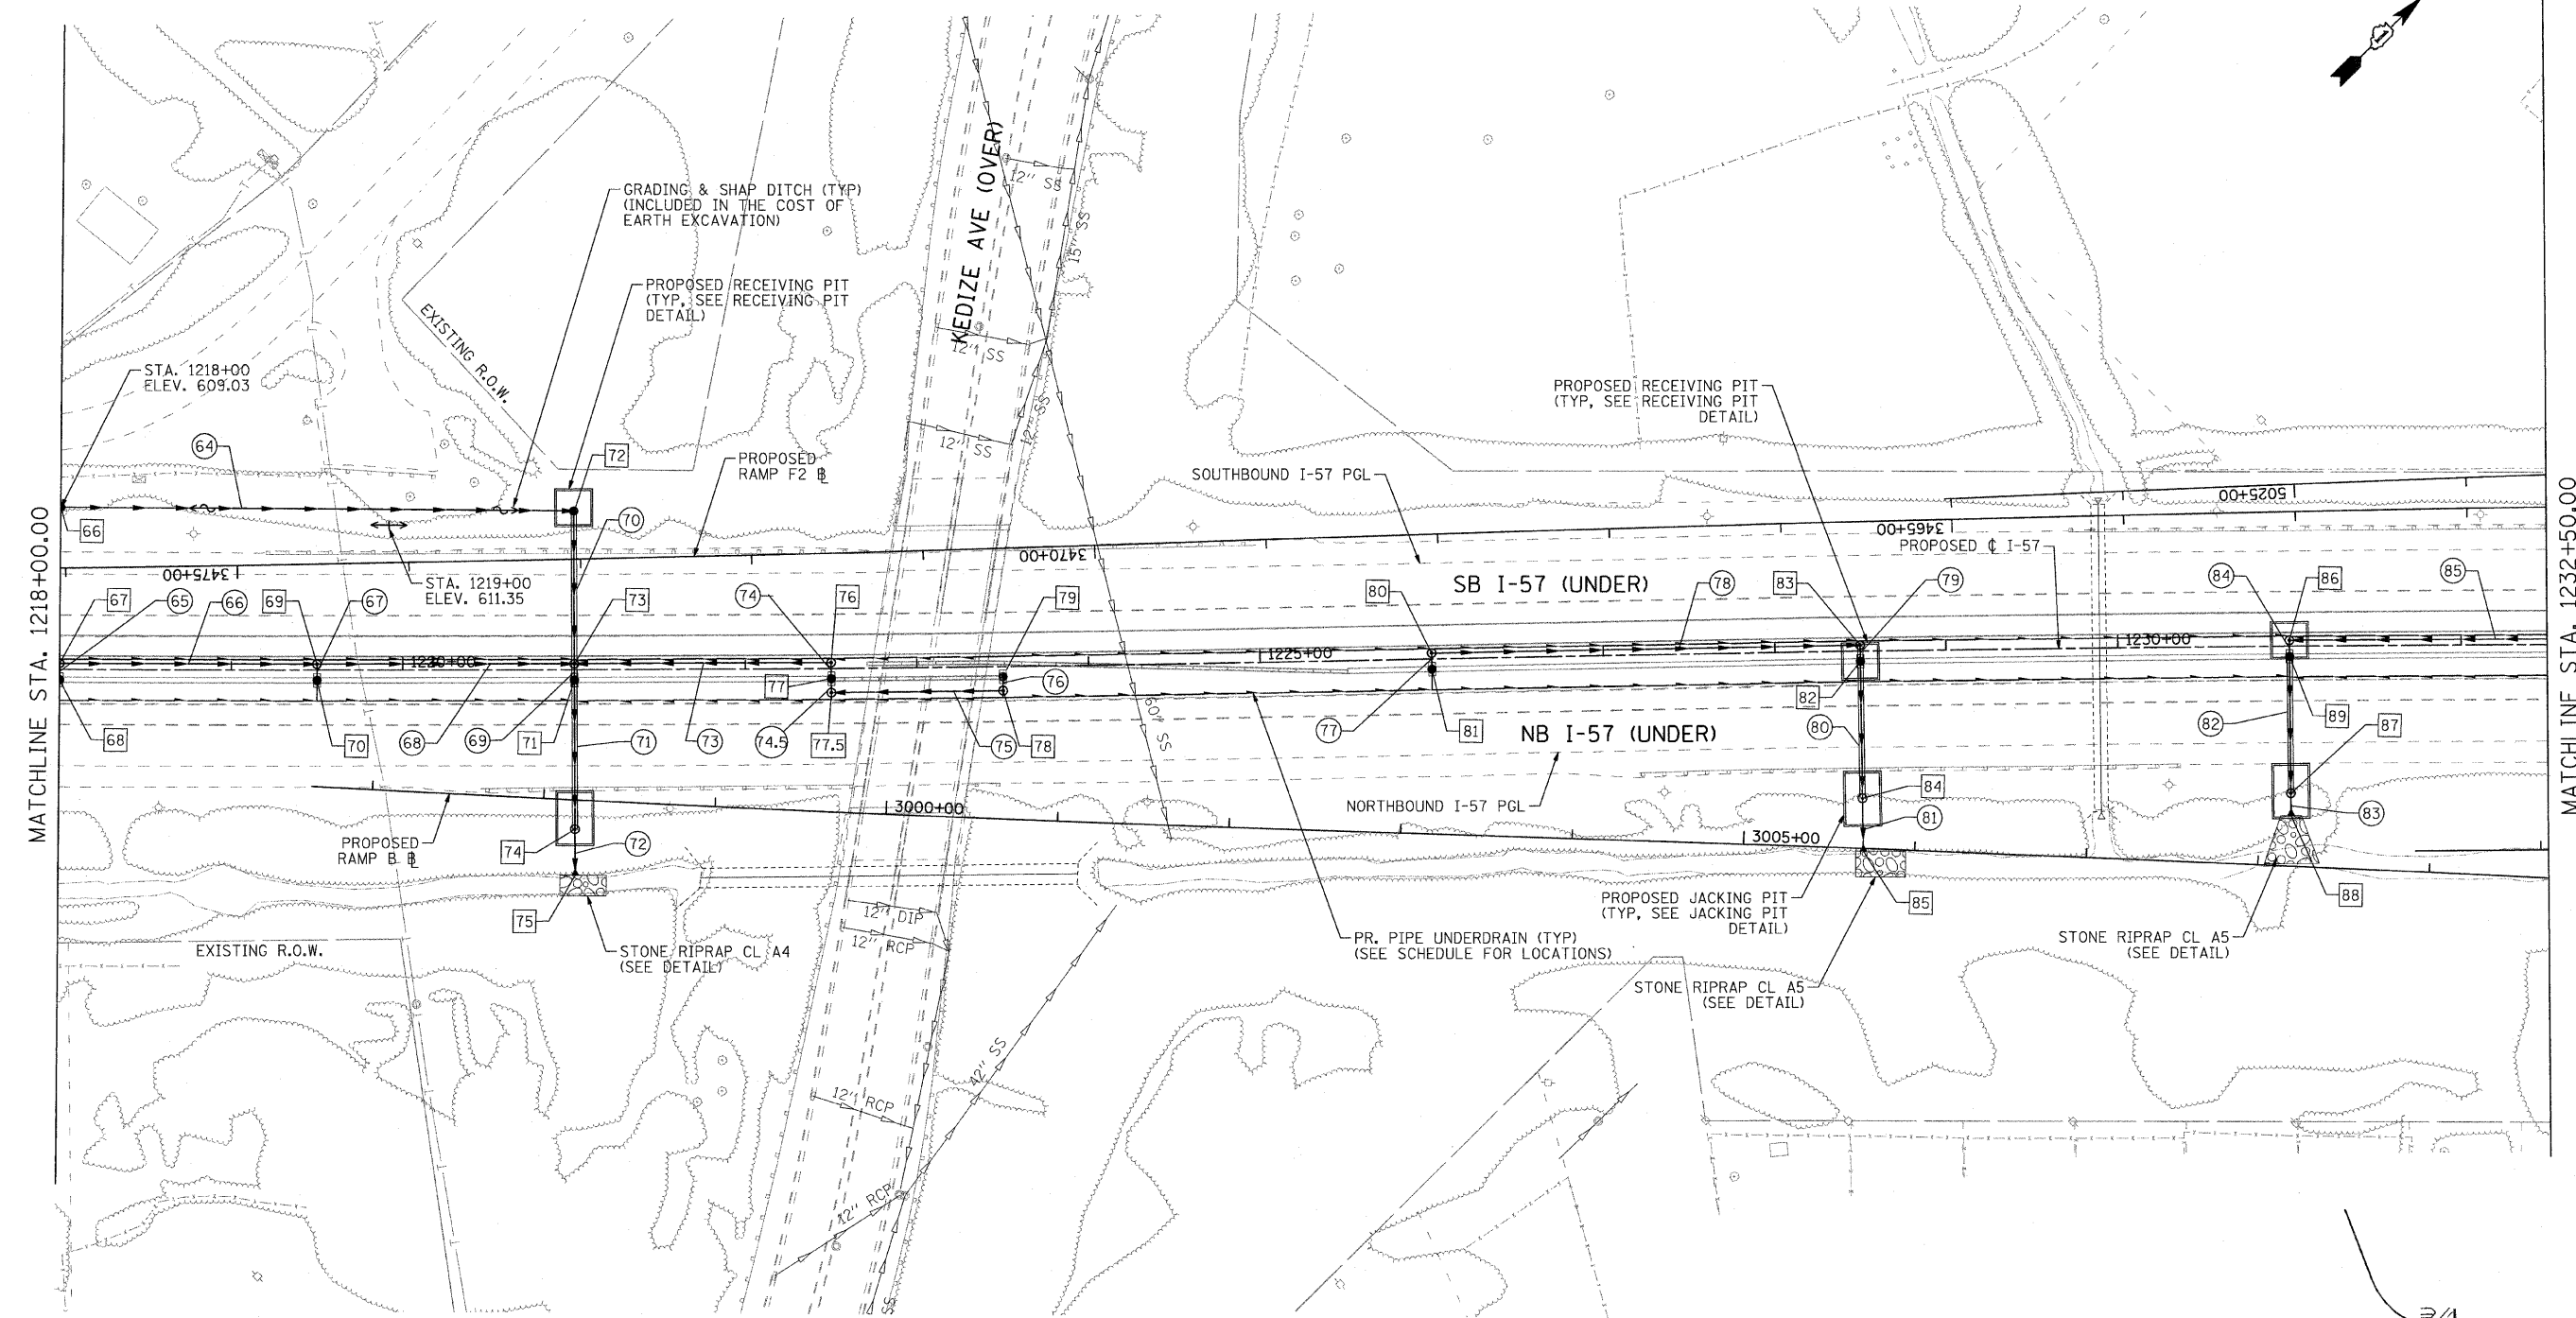 GRADING & SHAP DITCH (TYP)
(INCLUDED IN THE COST OF
EARTH EXCAVATION)
PROPOSED RECEIVING PIT
(TYP, SEE RECEIVING PIT
DETAIL)
EXISTING R.O.W.
KEDIZE AVE (OVER)
12" SS
15" SS
12" SS
12" SS
12" SS
STA. 1218+00
ELEV. 609.03
PROPOSED RECEIVING PIT
(TYP, SEE RECEIVING PIT
DETAIL)
64
72
PROPOSED
RAMP F2 B
SOUTHBOUND I-57 PGL
5025+00
MATCHLINE STA. 1218+00.00
MATCHLINE STA. 1232+50.00
66
70
3465+00
PROPOSED ℄ I-57
3470+00
3475+00
STA. 1219+00
ELEV. 611.35
SB I-57 (UNDER)
67
65
66
69
67
73
74
76
79
80
78
83
79
84
86
85
1230+00
1225+00
1230+00
77
76
82
68
70
68
69
71
71
73
74.5
77.5
75
78
60" SS
77
81
NB I-57 (UNDER)
80
82
89
87
NORTHBOUND I-57 PGL
84
3000+00
81
83
3005+00
PROPOSED
RAMP B B
74
72
75
85
88
12" DIP
12" RCP
PROPOSED JACKING PIT
(TYP, SEE JACKING PIT
DETAIL)
EXISTING R.O.W.
STONE RIPRAP CL A4
(SEE DETAIL)
PR. PIPE UNDERDRAIN (TYP)
(SEE SCHEDULE FOR LOCATIONS)
STONE RIPRAP CL A5
(SEE DETAIL)
STONE RIPRAP CL A5
(SEE DETAIL)
42" SS
12" RCP
12" RCP
SS